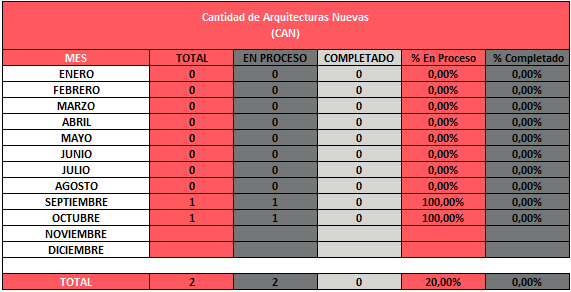 Cantidad de Arquitecturas Nuevas
(CAN)
MES TOTAL EN PROCESO COMPLETADO % En Proceso % Completado
ENERO 0 0 0 0,00% 0,00%
FEBRERO 0 0 0 0,00% 0,00%
MARZO 0 0 0 0,00% 0,00%
ABRIL 0 0 0 0,00% 0,00%
MAYO 0 0 0 0,00% 0,00%
JUNIO 0 0 0 0,00% 0,00%
JULIO 0 0 0 0,00% 0,00%
AGOSTO 0 0 0 0,00% 0,00%
SEPTIEMBRE 1 1 0 100,00% 0,00%
OCTUBRE 1 1 0 100,00% 0,00%
NOVIEMBRE
DICIEMBRE
TOTAL 2 2 0 20,00% 0,00%